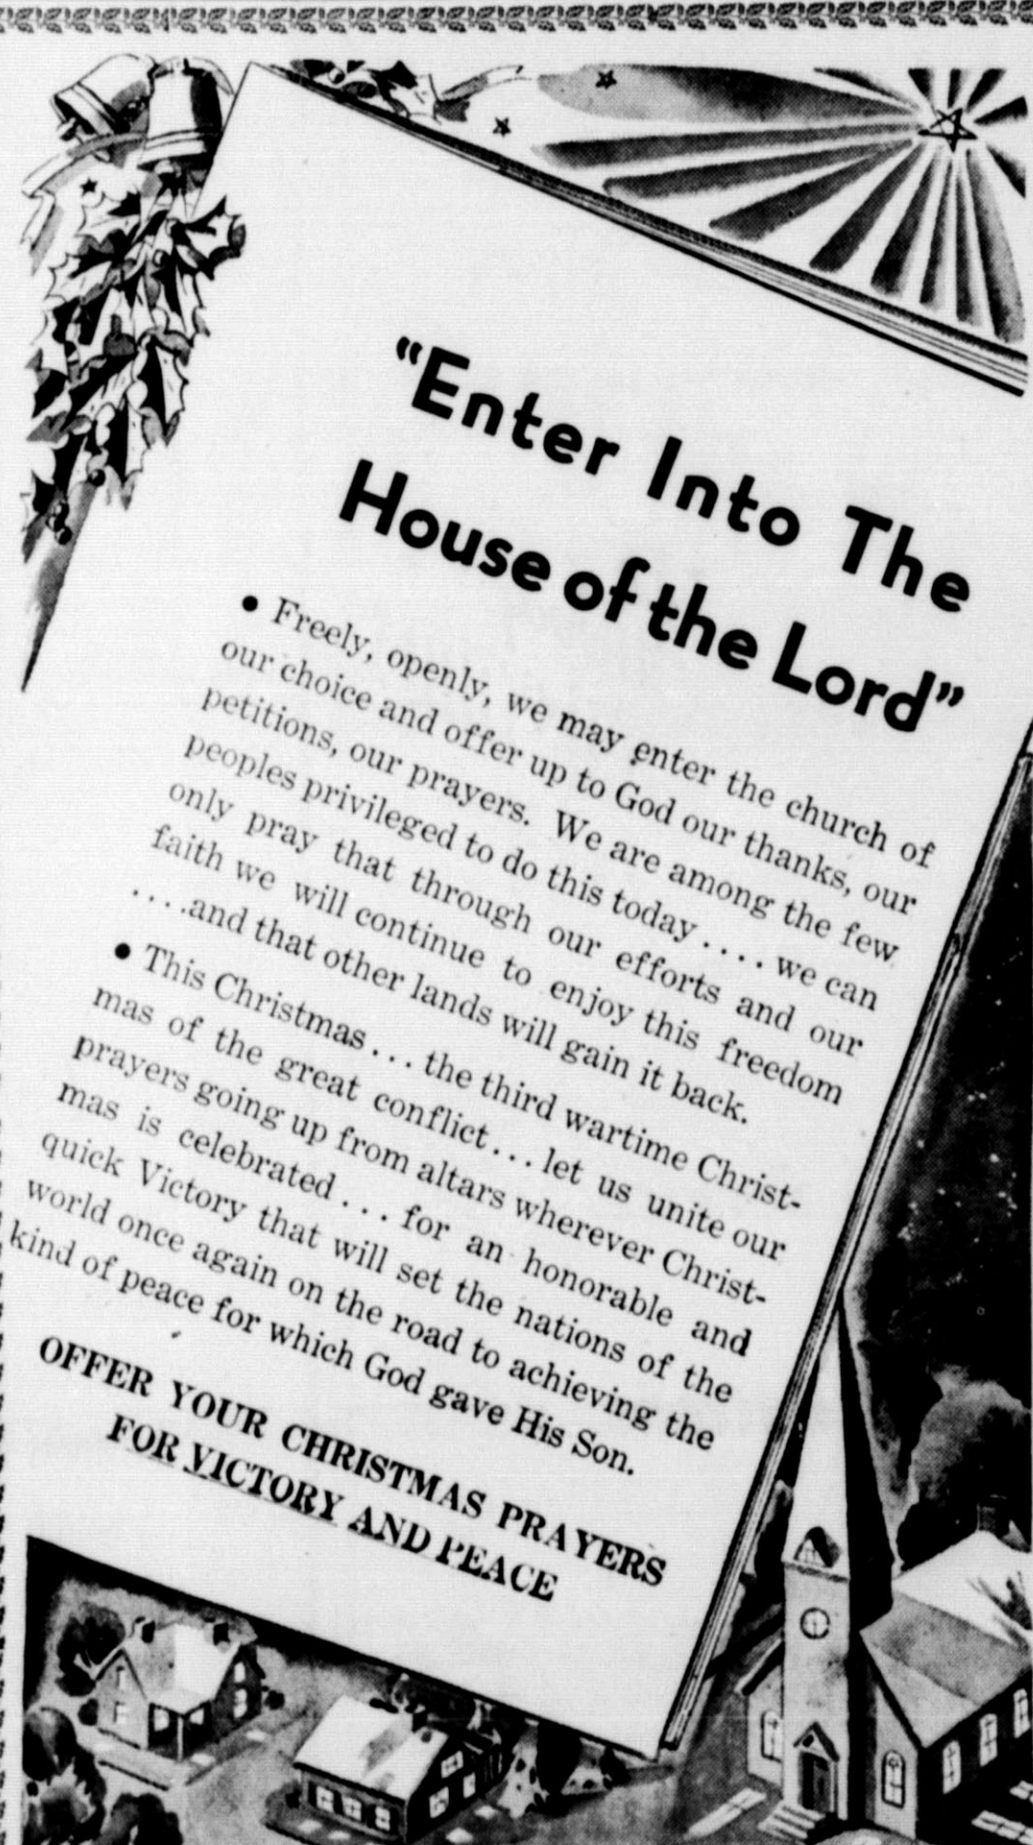 "Enter Into The
House of the Lord"
• Freely, openly, we may enter the church of
our choice and offer up to God our thanks, our
petitions, our prayers. We are among the few
peoples privileged to do this today.... we can
only pray that through our efforts and our
faith we will continue to enjoy this freedom
....and that other lands will gain it back.
• This Christmas... the third wartime Christ-
mas of the great conflict... let us unite our
prayers going up from altars wherever Christ-
mas is celebrated... for an honorable and
quick Victory that will set the nations of the
world once again on the road to achieving the
kind of peace for which God gave His Son.
OFFER YOUR CHRISTMAS PRAYERS
FOR VICTORY AND PEACE